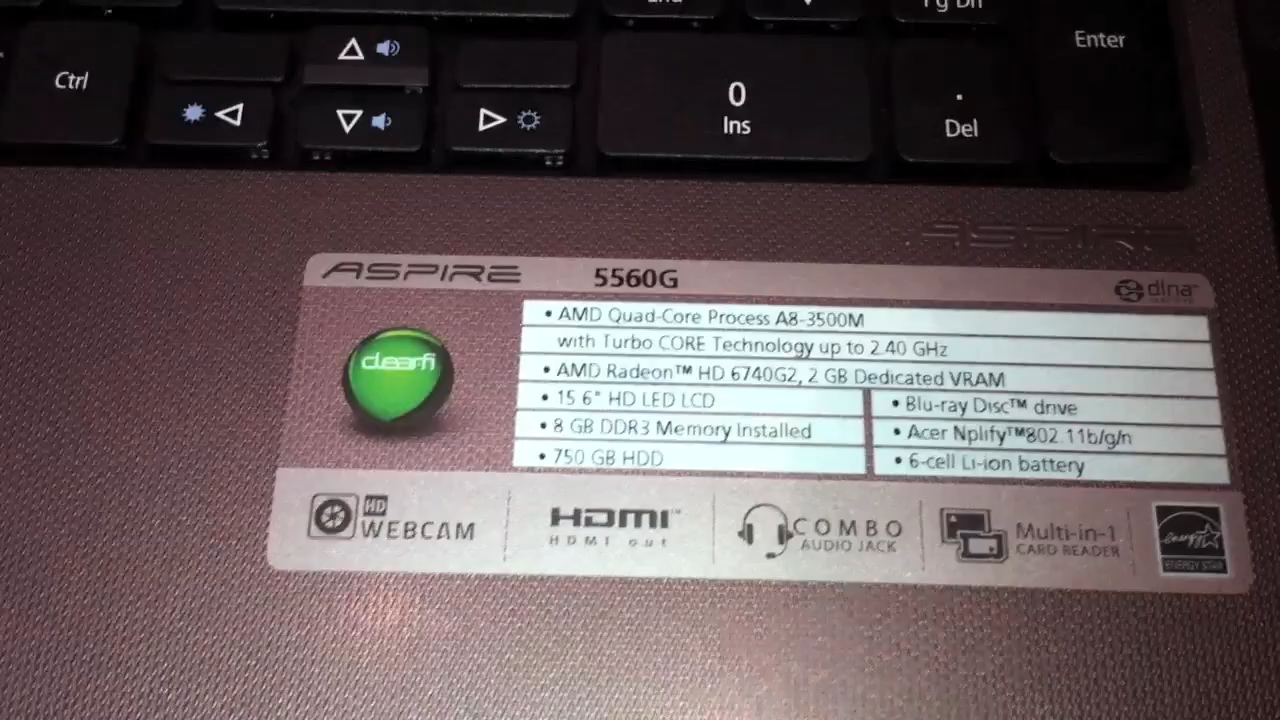 Enter
Ctrl
0
Ins
.
Del
ASPIRE
ASPIRE 5560G
dlna
clear.fi
• AMD Quad-Core Process A8-3500M
with Turbo CORE Technology up to 2.40 GHz
• AMD Radeon™ HD 6740G2, 2 GB Dedicated VRAM
• 15.6" HD LED LCD
• 8 GB DDR3 Memory Installed
• 750 GB HDD
• Blu-ray Disc™ drive
• Acer Nplify™802.11b/g/n
• 6-cell Li-ion battery
HD
WEBCAM
HDMI™
HDMI out
COMBO
AUDIO JACK
Multi-in-1
CARD READER
energy
ENERGY STAR